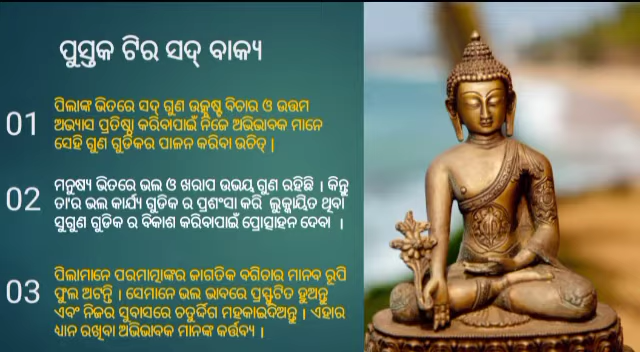 ପୁସ୍ତକ ଟିର ସଦ୍ ବାକ୍ୟ
01
ପିଲାଙ୍କ ଭିତରେ ସଦ୍ ଗୁଣ ଉତ୍କୃଷ୍ଟ ବିଚାର ଓ ଉତ୍ତମ
ଅଭ୍ୟାସ ପ୍ରତିଷ୍ଠା କରିବାପାଇଁ ନିଜେ ଅଭିଭାବକ ମାନେ
ସେହି ଗୁଣ ଗୁଡିକର ପାଳନ କରିବା ଉଚିତ୍ |
02
ମନୁଷ୍ୟ ଭିତରେ ଭଲ ଓ ଖରାପ ଉଭୟ ଗୁଣ ରହିଛି । କିନ୍ତୁ
ତା'ର ଭଲ କାର୍ଯ୍ୟ ଗୁଡିକ ର ପ୍ରଶଂସା କରି ଲୁକ୍କାୟିତ ଥିବା
ସୁଗୁଣ ଗୁଡିକ ର ବିକାଶ କରିବାପାଇଁ ପ୍ରୋତ୍ସାହନ ଦେବା ।
03
ପିଲାମାନେ ପରମାତ୍ମାଙ୍କର ଜାଗତିକ ବଗିଚାର ମାନବ ରୂପି
ଫୁଲ ଅଟନ୍ତି । ସେମାନେ ଭଲ ଭାବରେ ପ୍ରସ୍ଫୁଟିତ ହୁଅନ୍ତୁ
ଏବଂ ନିଜର ସୁବାସରେ ଚତୁର୍ଦ୍ଦିଗ ମହକାଇଦିଅନ୍ତୁ । ଏହାର
ଧ୍ୟାନ ରଖିବା ଅଭିଭାବକ ମାନଙ୍କ କର୍ତ୍ତବ୍ୟ ।